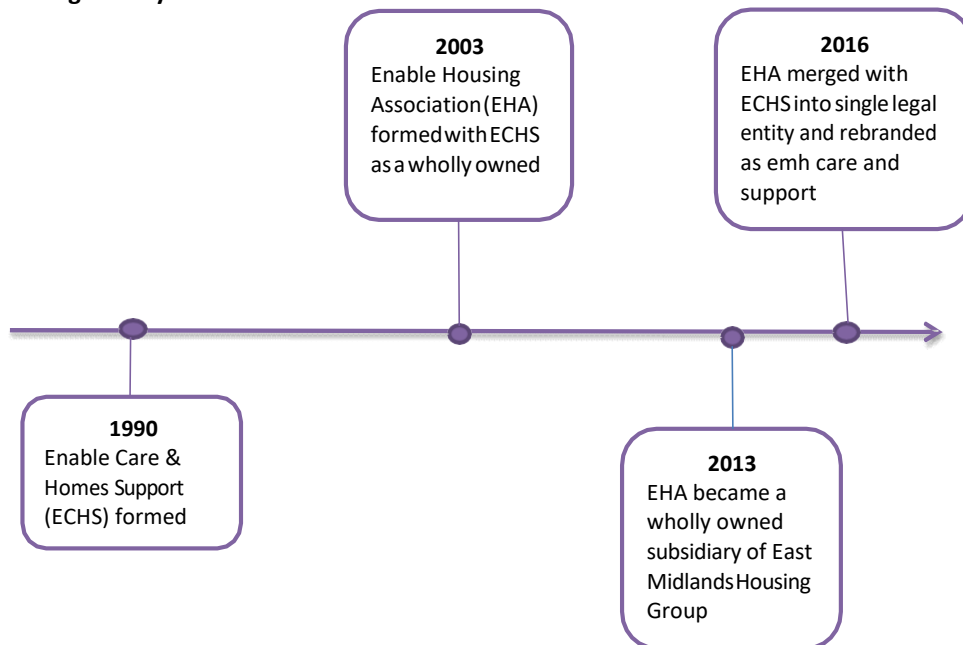 2003
Enable Housing
Association (EHA)
formed with ECHS
as a wholly owned
2016
EHA merged with
ECHS into single legal
entity and rebranded
as emh care and
support
1990
Enable Care &
Homes Support
(ECHS) formed
2013
EHA became a
wholly owned
subsidiary of East
Midlands Housing
Group